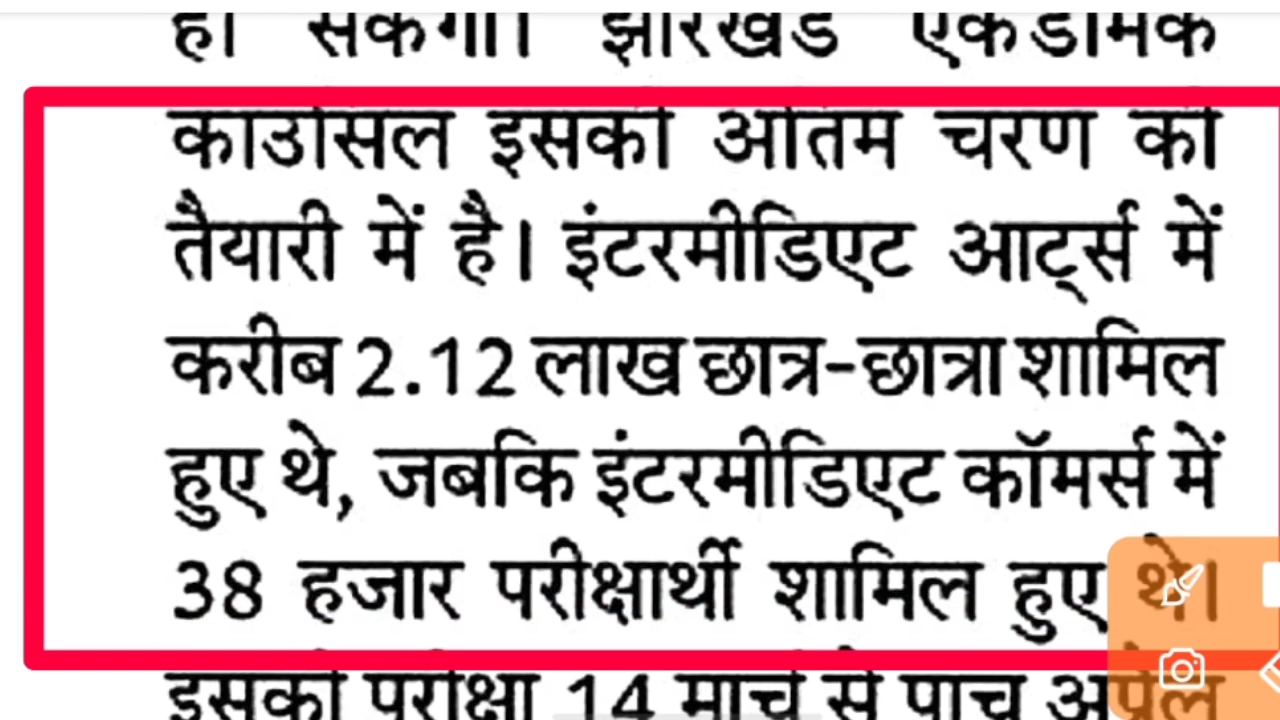 हो सकेगा। झारखंड एकेडमिक
काउंसिल इसकी अंतिम चरण की
तैयारी में है। इंटरमीडिएट आर्ट्स में
करीब 2.12 लाख छात्र-छात्रा शामिल
हुए थे, जबकि इंटरमीडिएट कॉमर्स में
38 हजार परीक्षार्थी शामिल हुए थे।
इसकी परीक्षा 14 मार्च से पांच अप्रैल